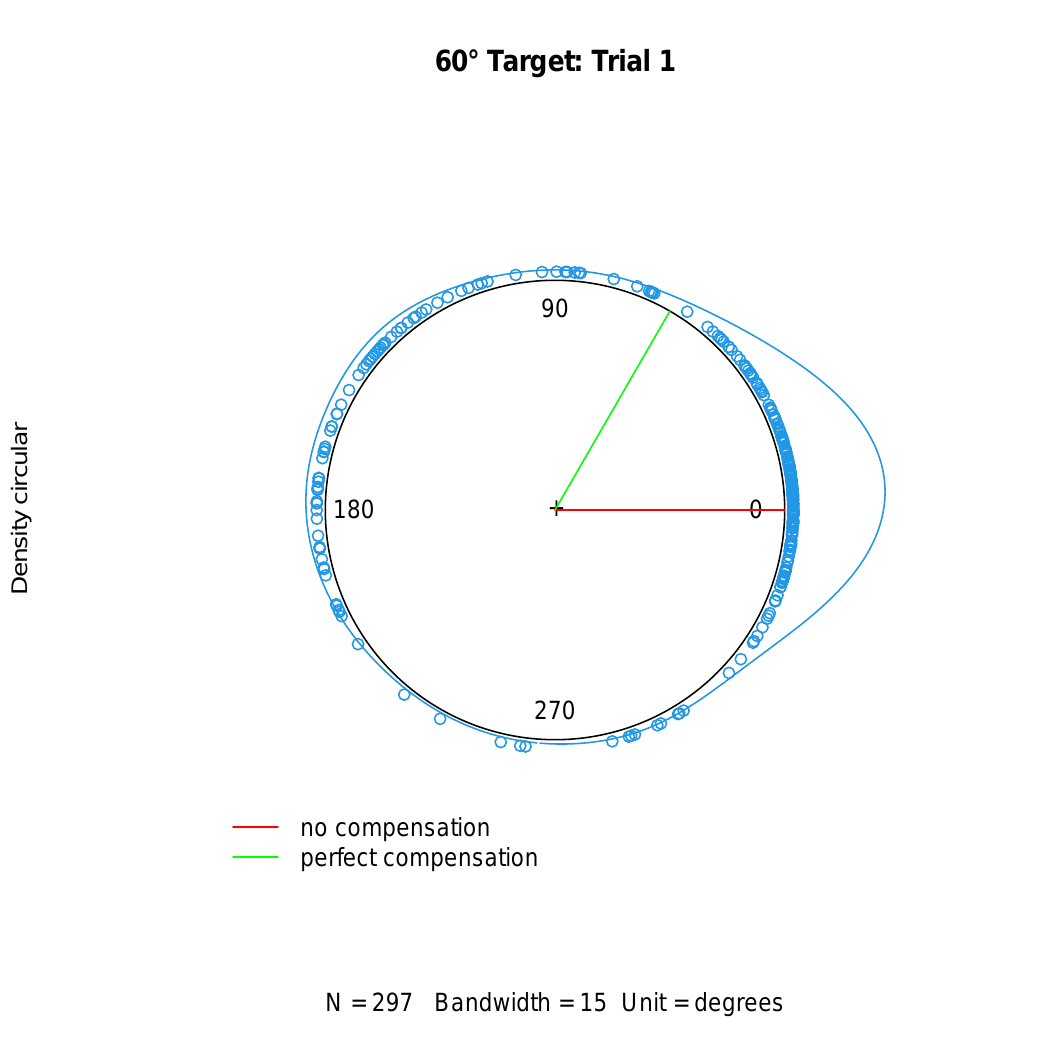 60° Target: Trial 1
Density circular
90
180
0
270
no compensation
perfect compensation
N = 297 Bandwidth = 15 Unit = degrees